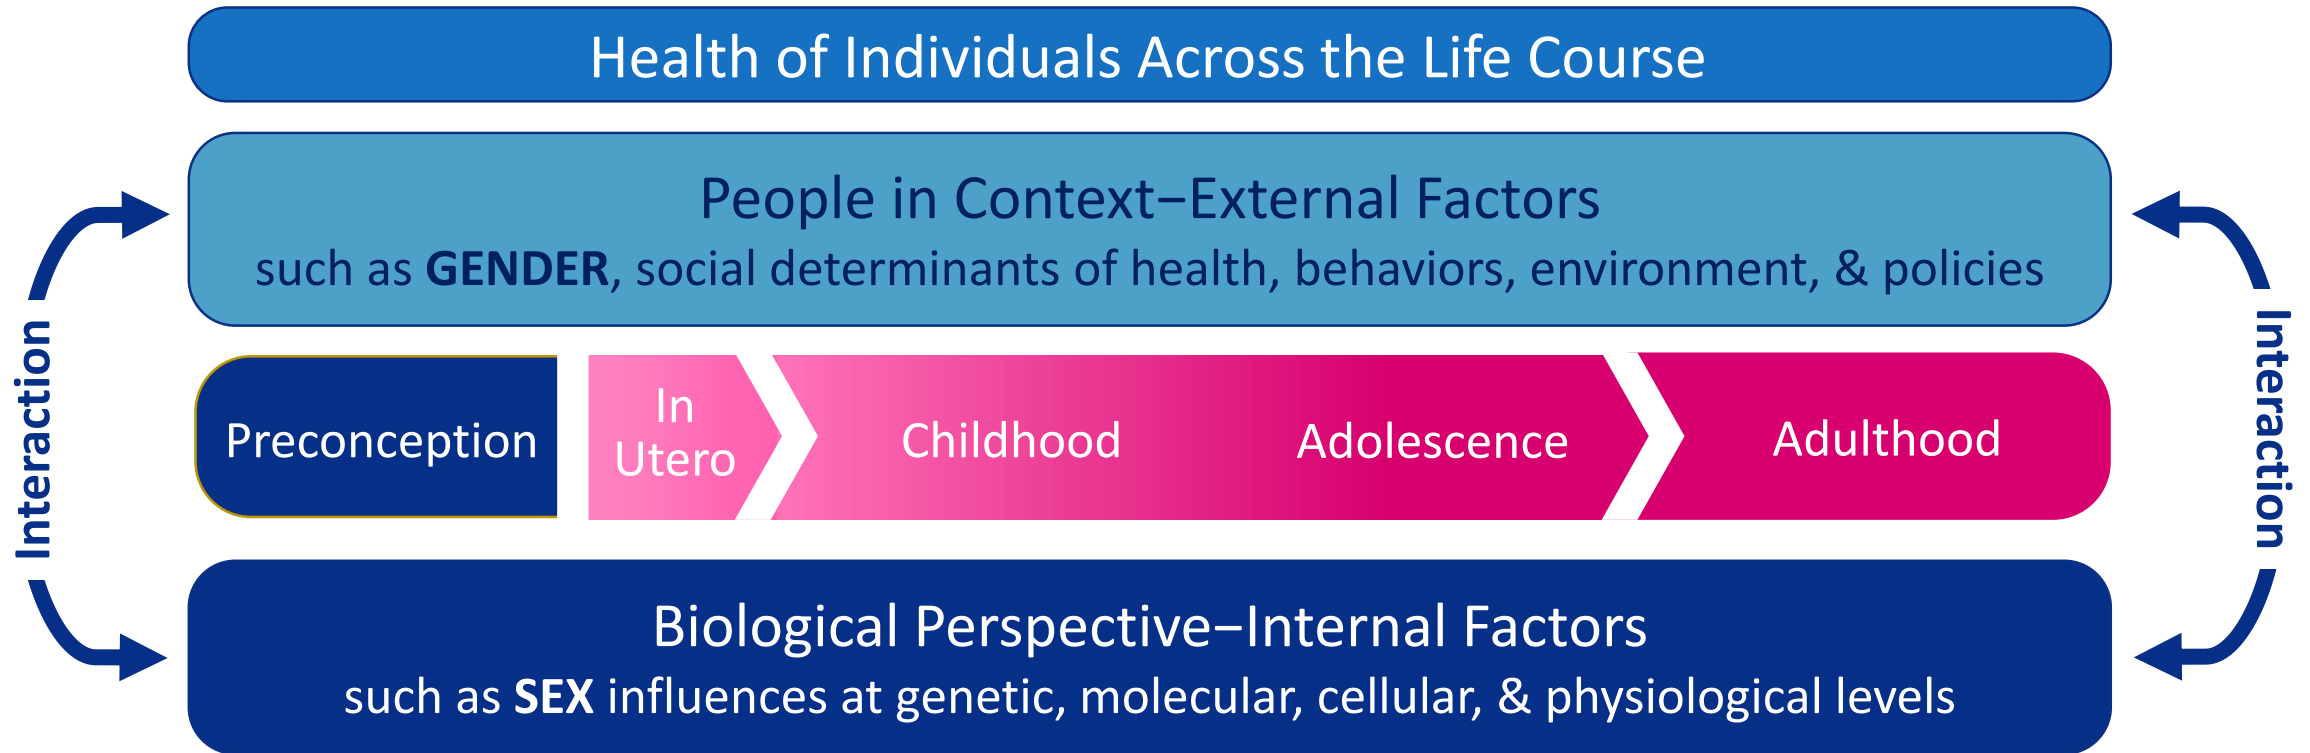 Health of Individuals Across the Life Course
People in Context–External Factors
such as GENDER, social determinants of health, behaviors, environment, & policies
Interaction
Preconception
In
Utero
Childhood
Adolescence
Adulthood
Interaction
Biological Perspective–Internal Factors
such as SEX influences at genetic, molecular, cellular, & physiological levels